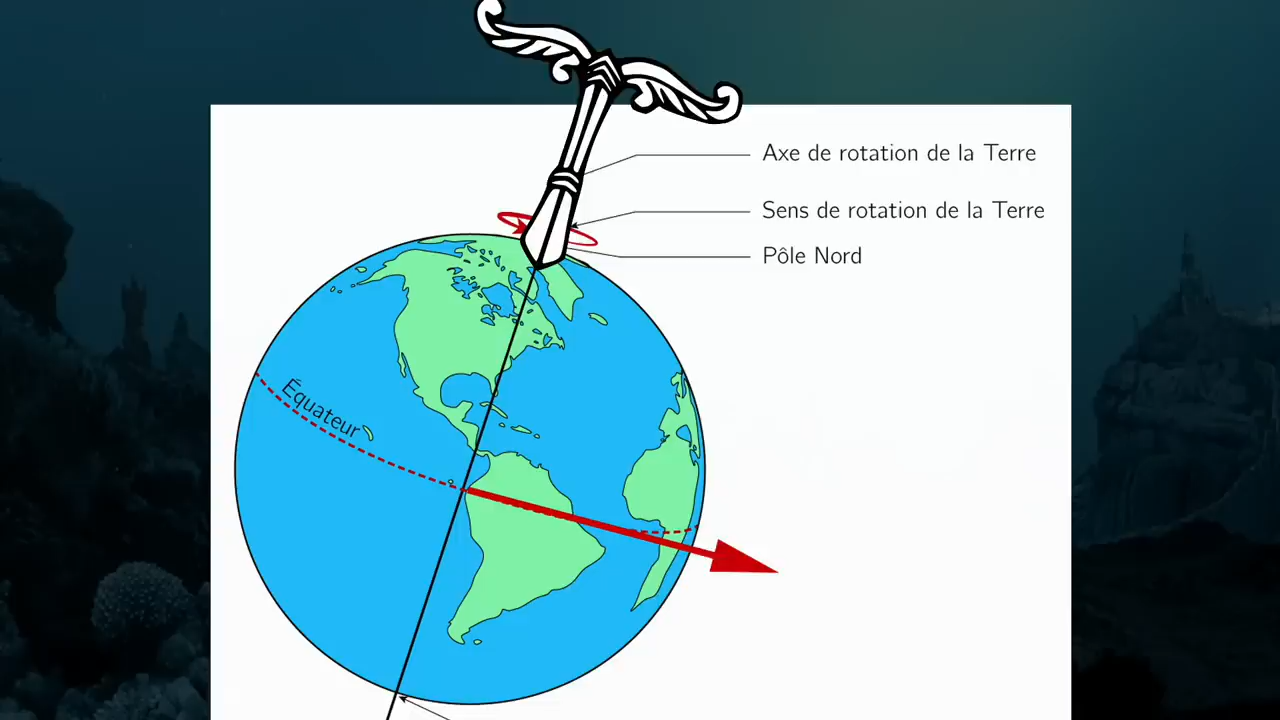 Axe de rotation de la Terre
Sens de rotation de la Terre
Pôle Nord
Équateur